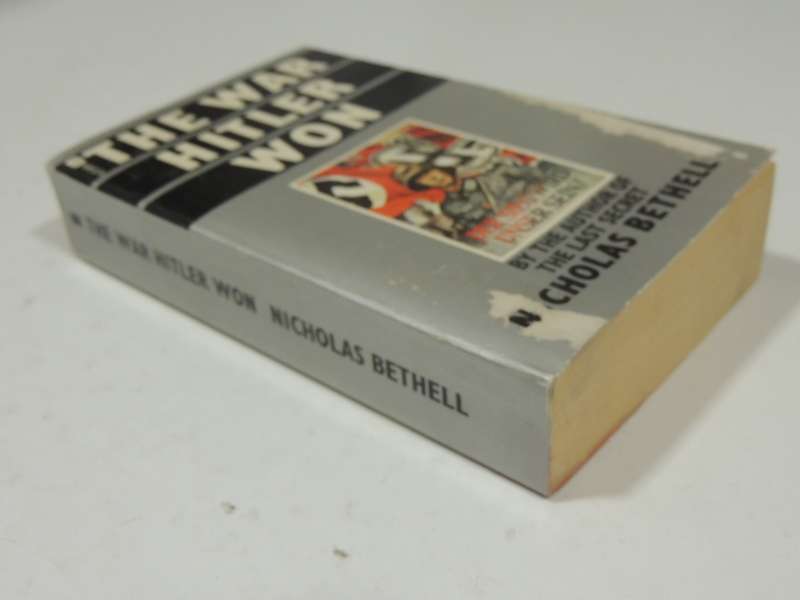 THE WAR
HITLER
WON
BY THE AUTHOR OF
THE LAST SECRET
N CHOLAS BETHELL
THE WAR HITLER WON NICHOLAS BETHELL